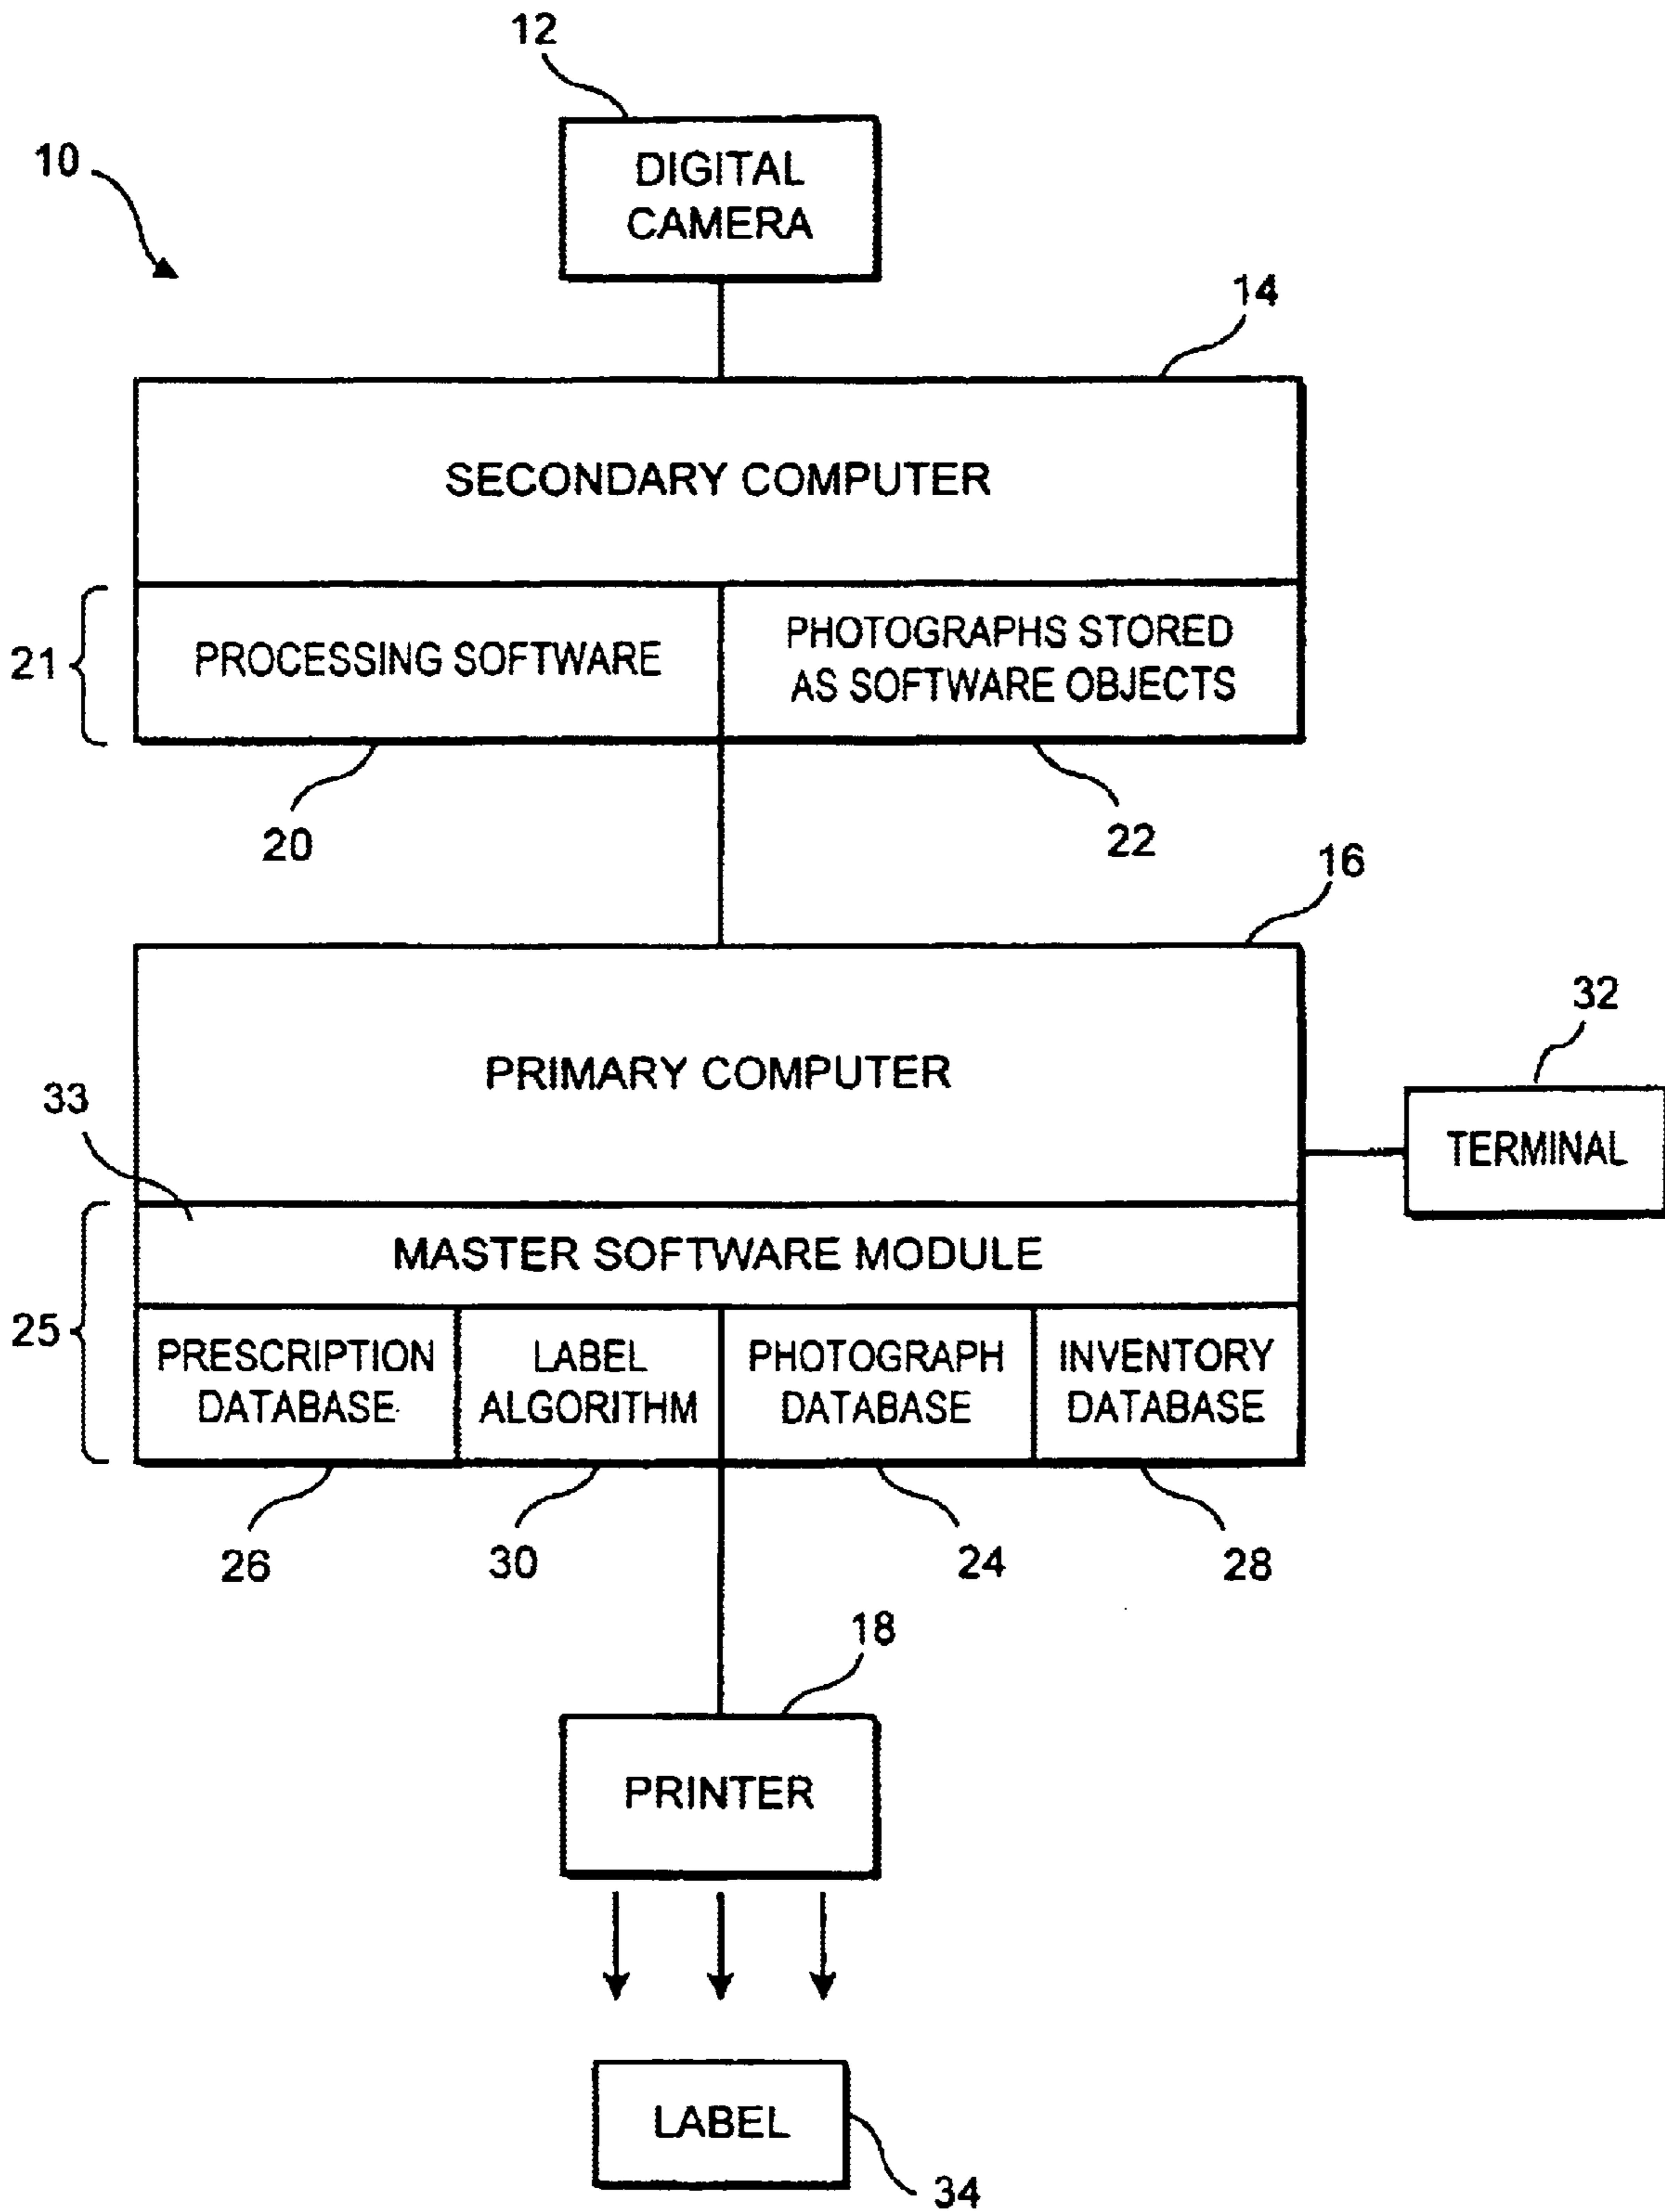 12
10
DIGITAL
CAMERA
14
SECONDARY COMPUTER
21
PROCESSING SOFTWARE
PHOTOGRAPHS STORED
AS SOFTWARE OBJECTS
20
22
16
PRIMARY COMPUTER
32
TERMINAL
33
MASTER SOFTWARE MODULE
25
PRESCRIPTION
DATABASE
LABEL
ALGORITHM
PHOTOGRAPH
DATABASE
INVENTORY
DATABASE
26
30
24
28
18
PRINTER
LABEL
34